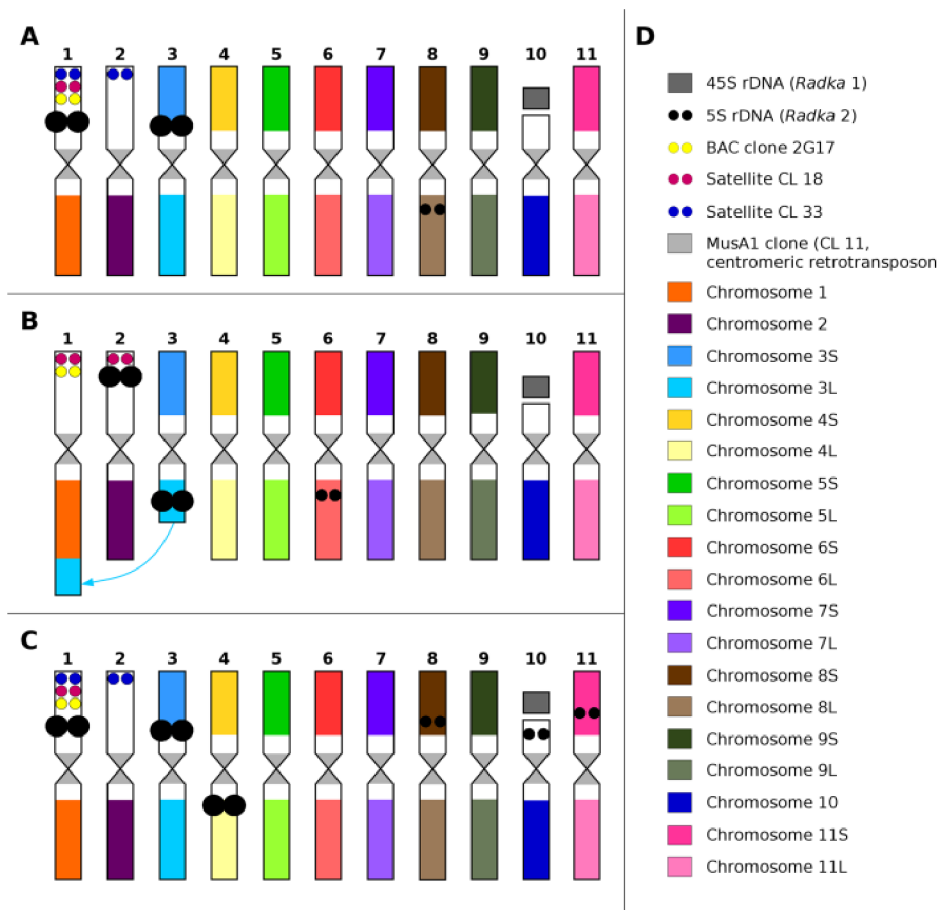 A
1 2 3 4 5 6 7 8 9 10 11
B
1 2 3 4 5 6 7 8 9 10 11
C
1 2 3 4 5 6 7 8 9 10 11
D
45S rDNA (Radka 1)
5S rDNA (Radka 2)
BAC clone 2G17
Satellite CL 18
Satellite CL 33
MusA1 clone (CL 11,
centromeric retrotransposon
Chromosome 1
Chromosome 2
Chromosome 3S
Chromosome 3L
Chromosome 4S
Chromosome 4L
Chromosome 5S
Chromosome 5L
Chromosome 6S
Chromosome 6L
Chromosome 7S
Chromosome 7L
Chromosome 8S
Chromosome 8L
Chromosome 9S
Chromosome 9L
Chromosome 10
Chromosome 11S
Chromosome 11L